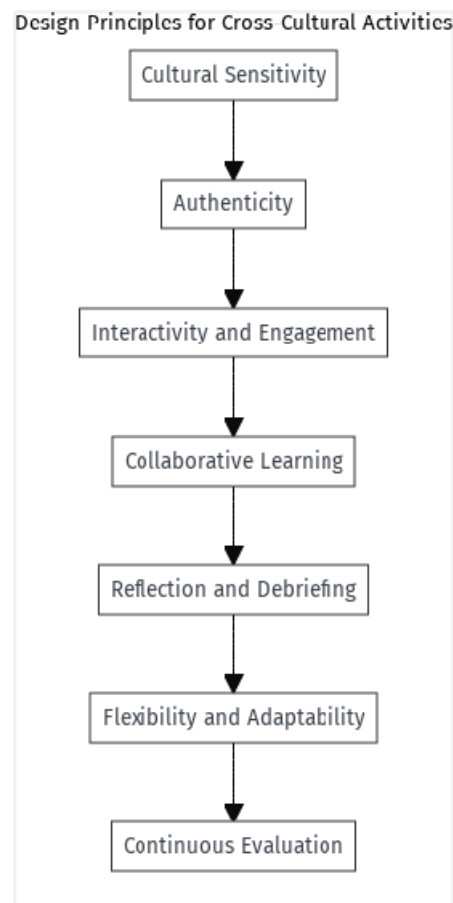 Design Principles for Cross-Cultural Activities
Cultural Sensitivity
Authenticity
Interactivity and Engagement
Collaborative Learning
Reflection and Debriefing
Flexibility and Adaptability
Continuous Evaluation